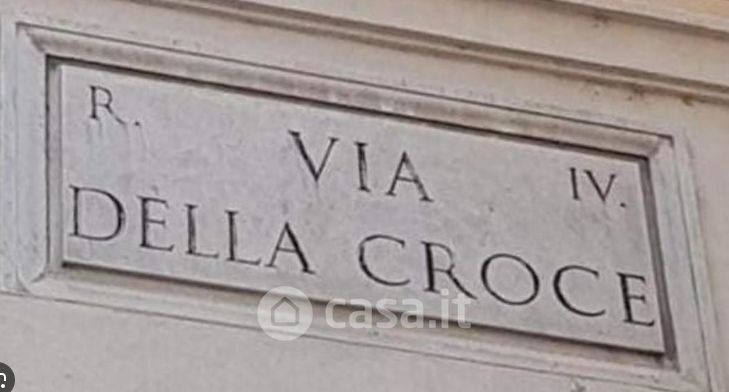 R. VIA IV.
DELLA CROCE
casa.it